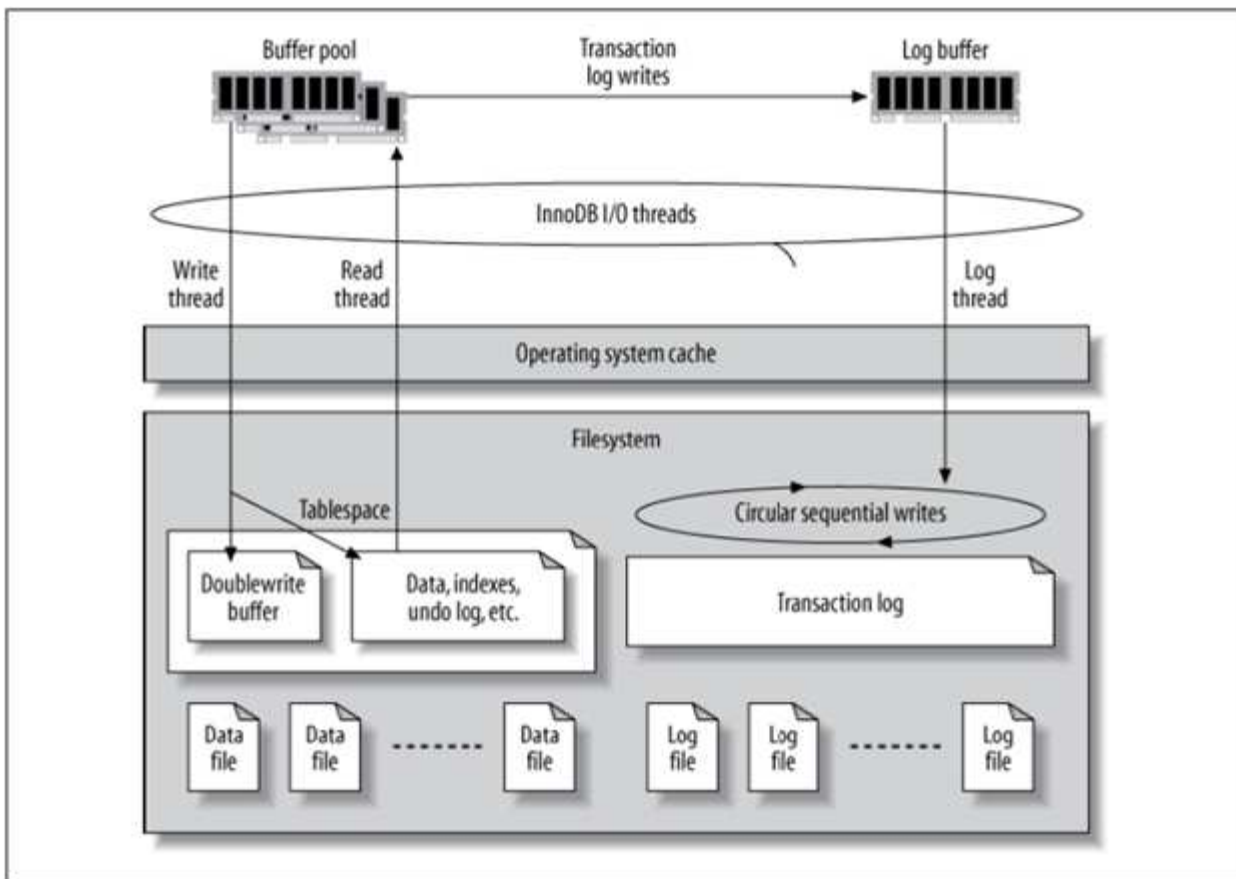 Buffer pool
Transaction
log writes
Log buffer
InnoDB I/O threads
Write
thread
Read
thread
Log
thread
Operating system cache
Filesystem
Tablespace
Circular sequential writes
Doublewrite
buffer
Data, indexes,
undo log, etc.
Transaction log
Data
file
Data
file
Data
file
Log
file
Log
file
Log
file